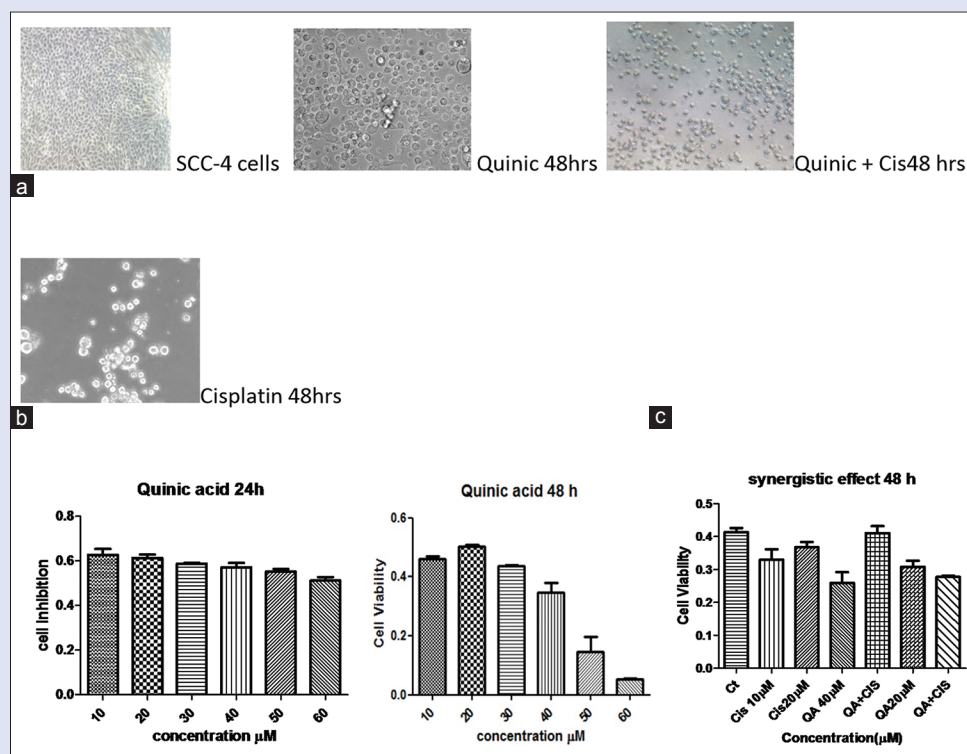 SCC-4 cells
Quinic 48hrs
Quinic + Cis48 hrs
a
Cisplatin 48hrs
b
c
Quinic acid 24h
cell Inhibition
0.8
0.6
0.4
0.2
0.0
10
20
30
40
50
60
concentration µM
Quinic acid 48 h
Cell Viability
0.6
0.4
0.2
0.0
10
20
30
40
50
60
concentration µM
synergistic effect 48 h
Cell Viability
0.5
0.4
0.3
0.2
0.1
0.0
Ct
Cis 10µM
Cis20µM
QA 40µM
QA+CIS
QA20µM
QA+CIS
Concentration(µM)